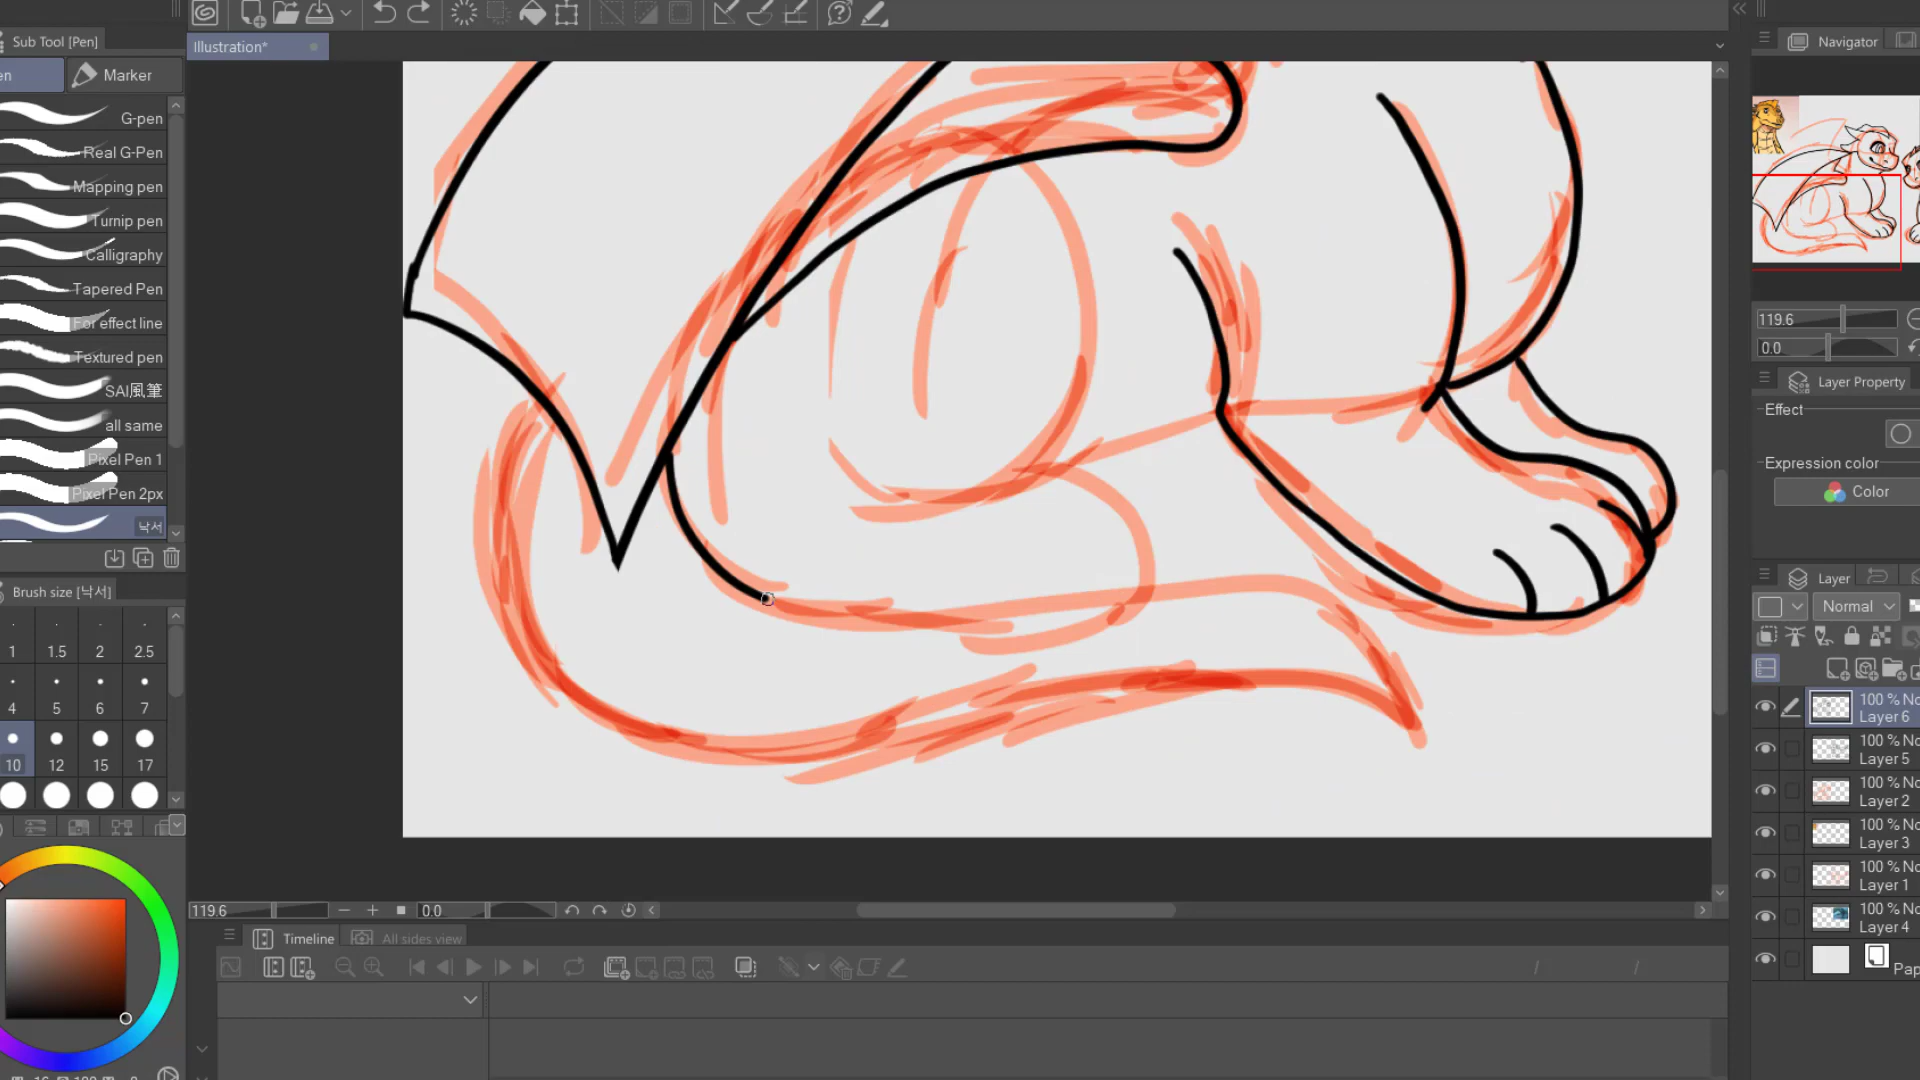 Sub Tool [Pen]
en
Marker
G-pen
Real G-Pen
Mapping pen
Turnip pen
Calligraphy
Tapered Pen
For effect line
Textured pen
SAI風筆
all same
Pixel Pen 1
Pixel Pen 2px
낙서
Brush size [낙서]
1 1.5 2 2.5
4 5 6 7
10 12 15 17
Illustration*
119.6
0.0
Timeline
All sides view
Navigator
119.6
0.0
Layer Property
Effect
Expression color
Color
Layer
Normal
100 % No
Layer 6
100 % No
Layer 5
100 % No
Layer 2
100 % No
Layer 3
100 % No
Layer 1
100 % No
Layer 4
Pap